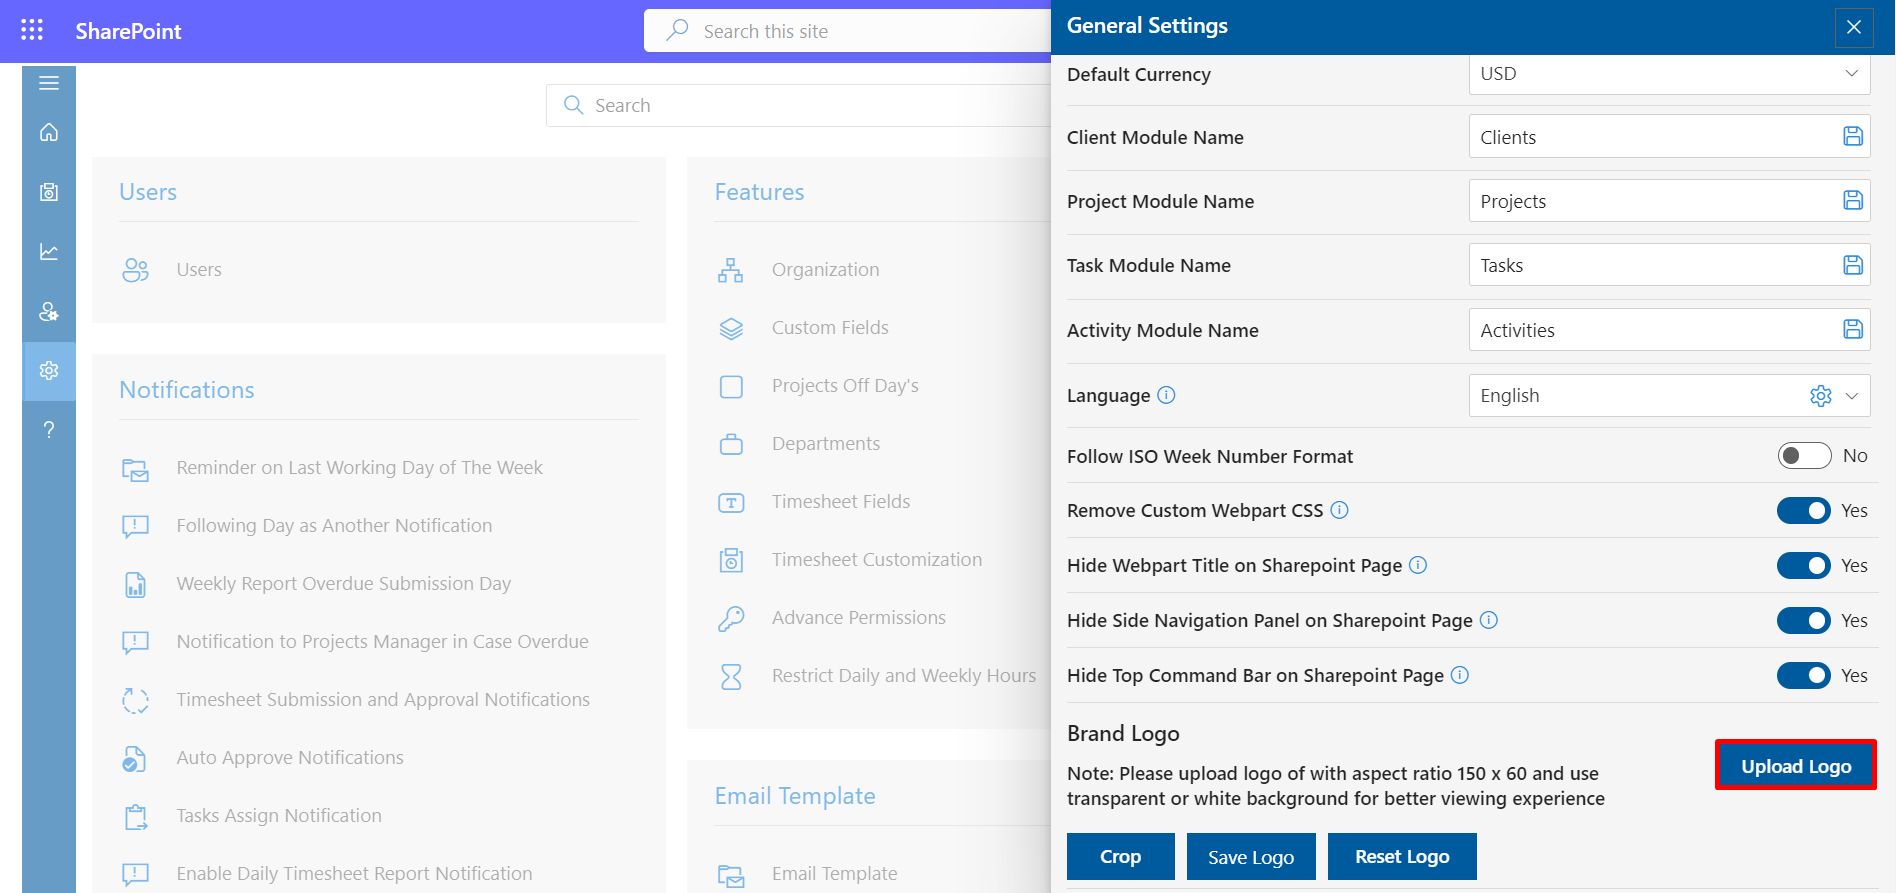 SharePoint
Search this site
Search
Users
Users
Notifications
Reminder on Last Working Day of The Week
Following Day as Another Notification
Weekly Report Overdue Submission Day
Notification to Projects Manager in Case Overdue
Timesheet Submission and Approval Notifications
Auto Approve Notifications
Tasks Assign Notification
Enable Daily Timesheet Report Notification
Features
Organization
Custom Fields
Projects Off Day's
Departments
Timesheet Fields
Timesheet Customization
Advance Permissions
Restrict Daily and Weekly Hours
Email Template
Email Template
General Settings
Default Currency USD
Client Module Name Clients
Project Module Name Projects
Task Module Name Tasks
Activity Module Name Activities
Language English
Follow ISO Week Number Format No
Remove Custom Webpart CSS Yes
Hide Webpart Title on Sharepoint Page Yes
Hide Side Navigation Panel on Sharepoint Page Yes
Hide Top Command Bar on Sharepoint Page Yes
Brand Logo
Note: Please upload logo of with aspect ratio 150 x 60 and use
transparent or white background for better viewing experience
Upload Logo
Crop Save Logo Reset Logo